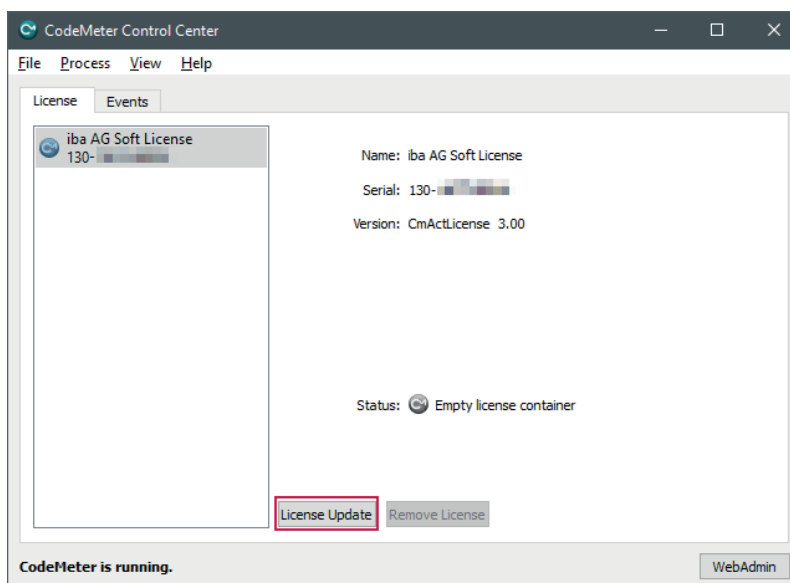 CodeMeter Control Center
File Process View Help
License Events
iba AG Soft License
130-
Name: iba AG Soft License
Serial: 130-
Version: CmActLicense 3.00
Status: Empty license container
License Update Remove License
CodeMeter is running. WebAdmin